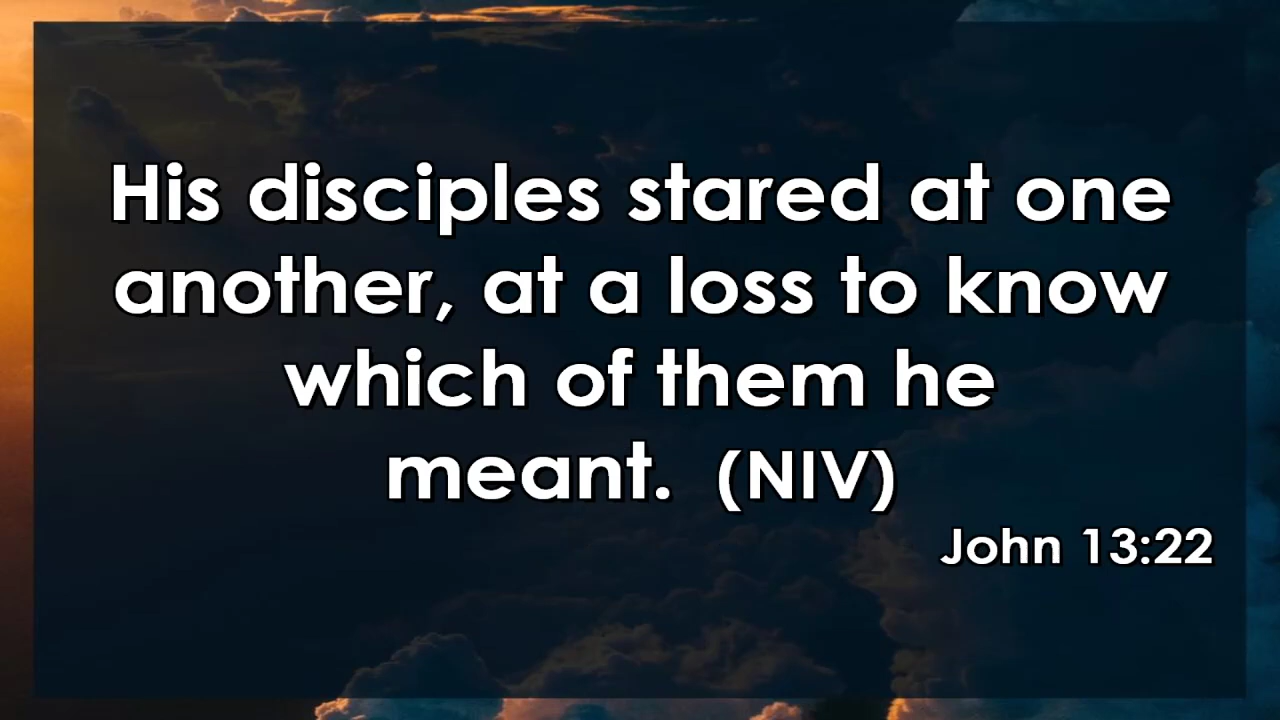 His disciples stared at one
another, at a loss to know
which of them he
meant. (NIV)
John 13:22